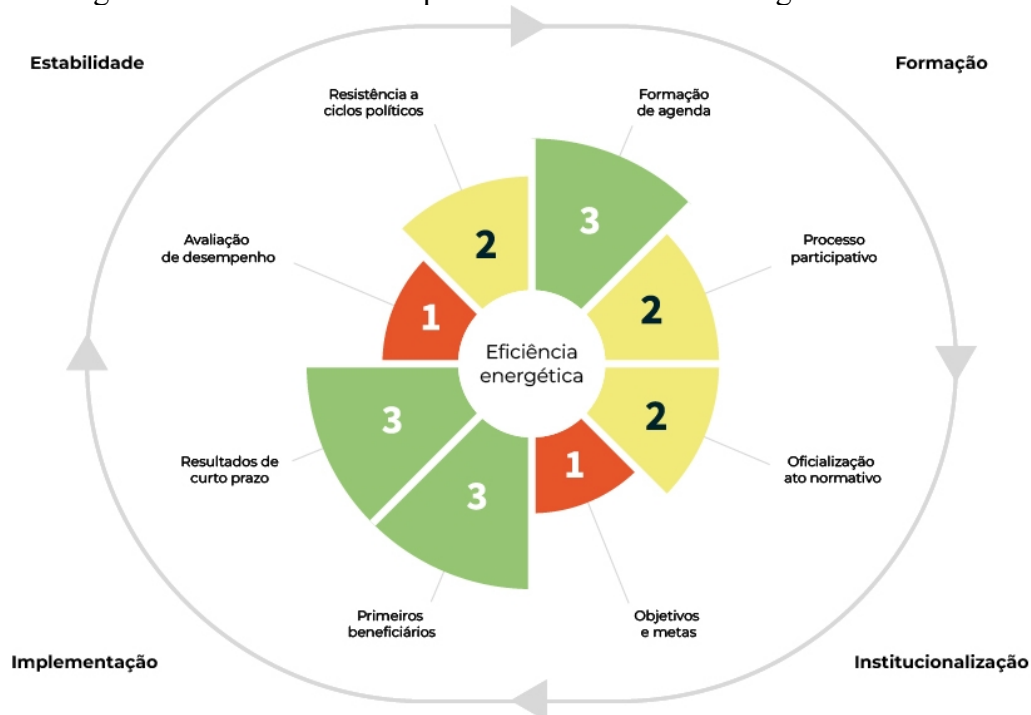 Estabilidade
Formação
Resistência a
ciclos políticos
Formação
de agenda
2
3
Avaliação
de desempenho
Processo
participativo
1
2
Eficiência
energética
3
2
Resultados de
curto prazo
Oficialização
ato normativo
3
1
Primeiros
beneficiários
Objetivos
e metas
Implementação
Institucionalização